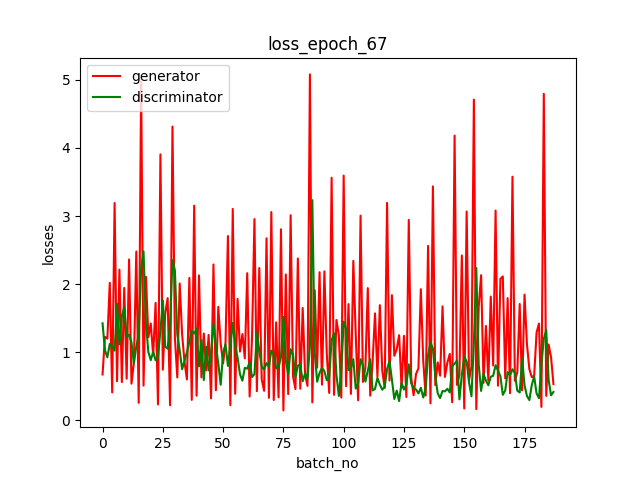 loss_epoch_67
generator
discriminator
losses
5
4
3
2
1
0
0 25 50 75 100 125 150 175
batch_no